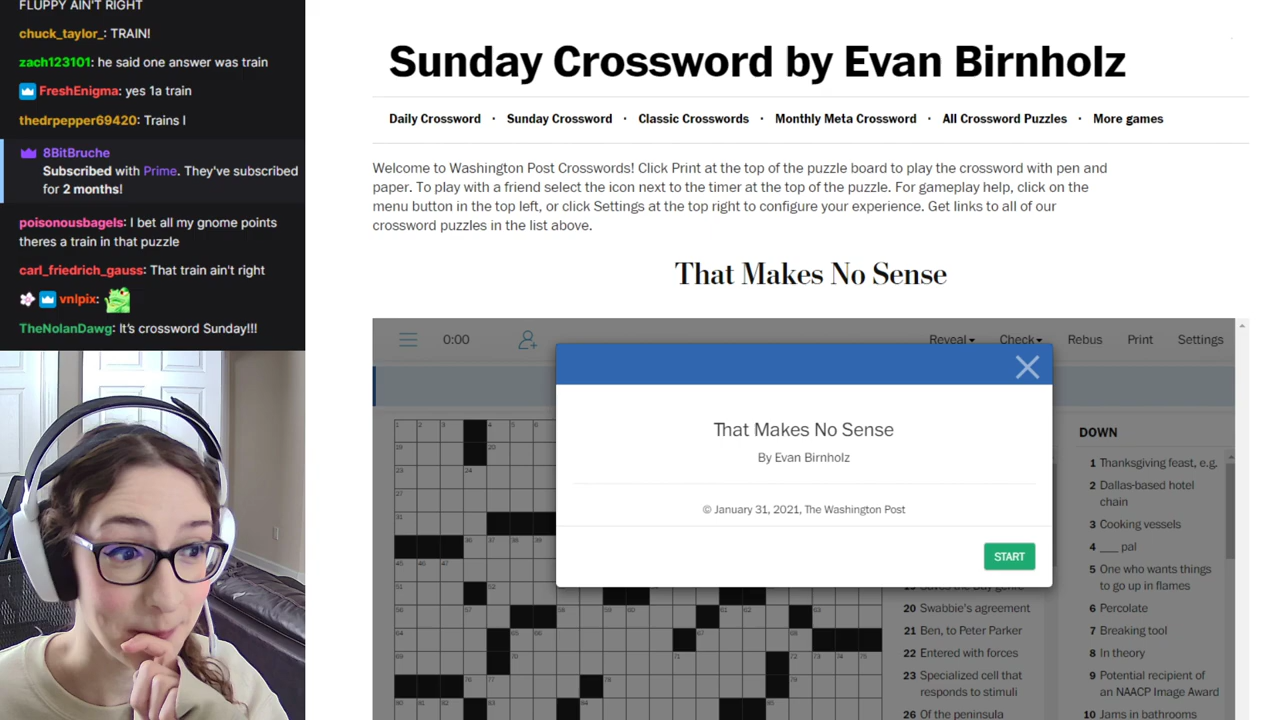 FLUPPY AIN'T RIGHT
chuck_taylor_: TRAIN!
zach123101: he said one answer was train
FreshEnigma: yes 1a train
thedrpepper69420: Trains I
8BitBruche
Subscribed with Prime. They've subscribed
for 2 months!
poisonousbagels: I bet all my gnome points
theres a train in that puzzle
carl_friedrich_gauss: That train ain't right
vnlpix:
TheNolanDawg: It's crossword Sunday!!!
Sunday Crossword by Evan Birnholz
Daily Crossword · Sunday Crossword · Classic Crosswords · Monthly Meta Crossword · All Crossword Puzzles · More games
Welcome to Washington Post Crosswords! Click Print at the top of the puzzle board to play the crossword with pen and
paper. To play with a friend select the icon next to the timer at the top of the puzzle. For gameplay help, click on the
menu button in the top left, or click Settings at the top right to configure your experience. Get links to all of our
crossword puzzles in the list above.
That Makes No Sense
0:00 Reveal Check Rebus Print Settings
That Makes No Sense
By Evan Birnholz
© January 31, 2021, The Washington Post
START
20 Swabbie's agreement
21 Ben, to Peter Parker
22 Entered with forces
23 Specialized cell that
responds to stimuli
26 Of the peninsula
DOWN
1 Thanksgiving feast, e.g.
2 Dallas-based hotel
chain
3 Cooking vessels
4 ___ pal
5 One who wants things
to go up in flames
6 Percolate
7 Breaking tool
8 In theory
9 Potential recipient of
an NAACP Image Award
10 Jams in bathrooms